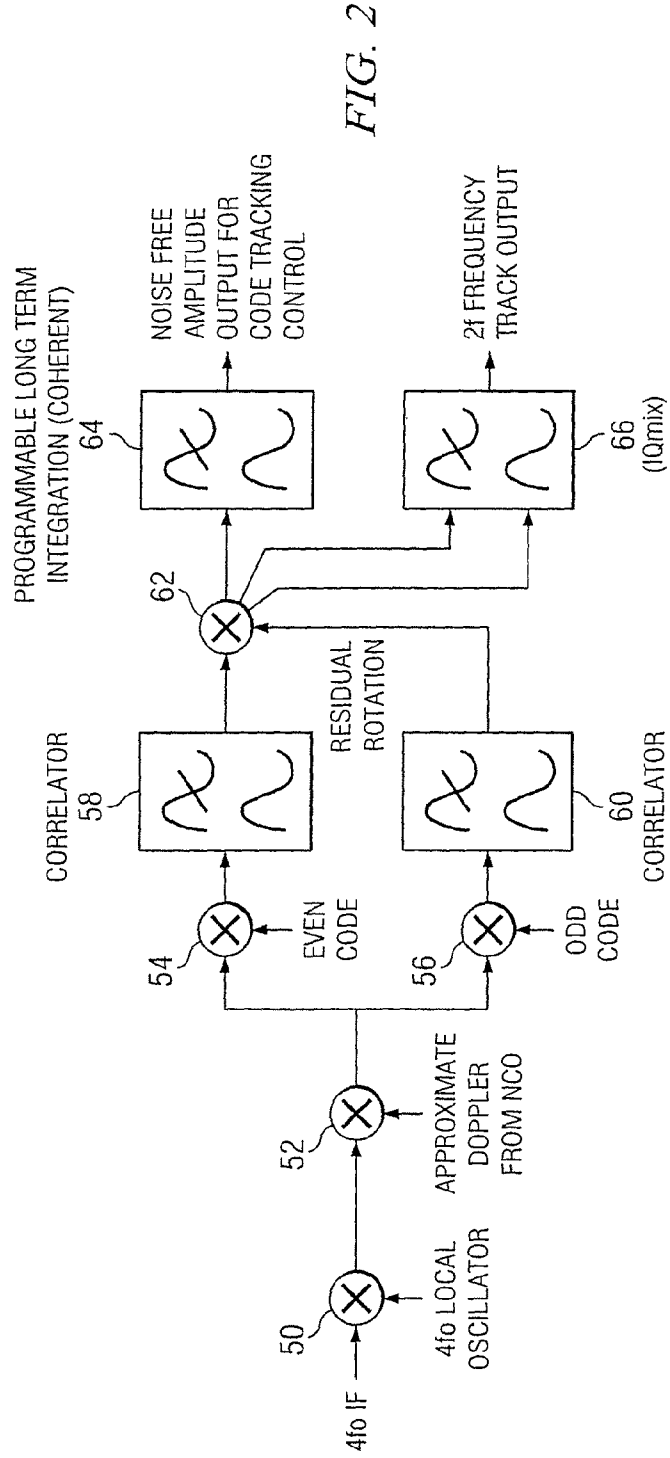 4fo IF
50
4fo LOCAL
OSCILLATOR
52
APPROXIMATE
DOPPLER
FROM NCO
54
EVEN
CODE
56
ODD
CODE
CORRELATOR
58
60
CORRELATOR
RESIDUAL
ROTATION
62
PROGRAMMABLE LONG TERM
INTEGRATION (COHERENT)
64
NOISE FREE
AMPLITUDE
OUTPUT FOR
CODE TRACKING
CONTROL
2f FREQUENCY
TRACK OUTPUT
66
(IQmix)
FIG. 2